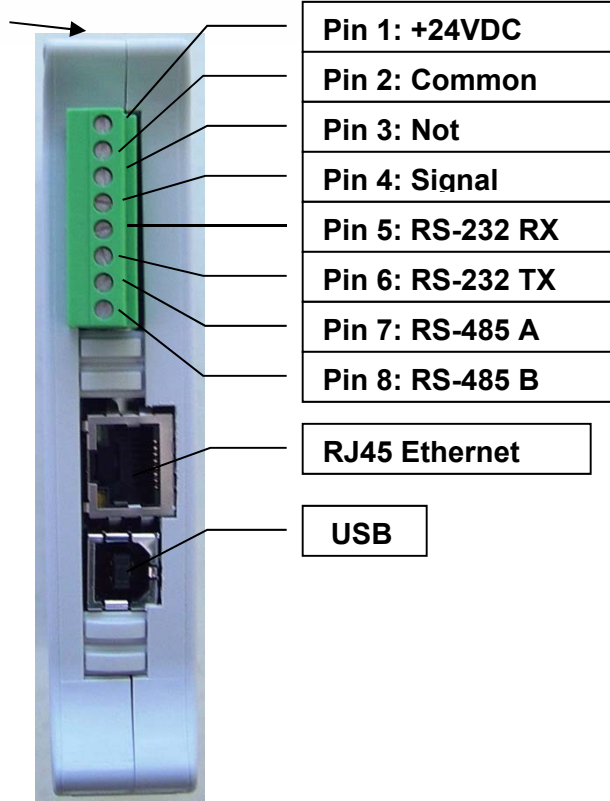 Pin 1: +24VDC
Pin 2: Common
Pin 3: Not
Pin 4: Signal
Pin 5: RS-232 RX
Pin 6: RS-232 TX
Pin 7: RS-485 A
Pin 8: RS-485 B
RJ45 Ethernet
USB